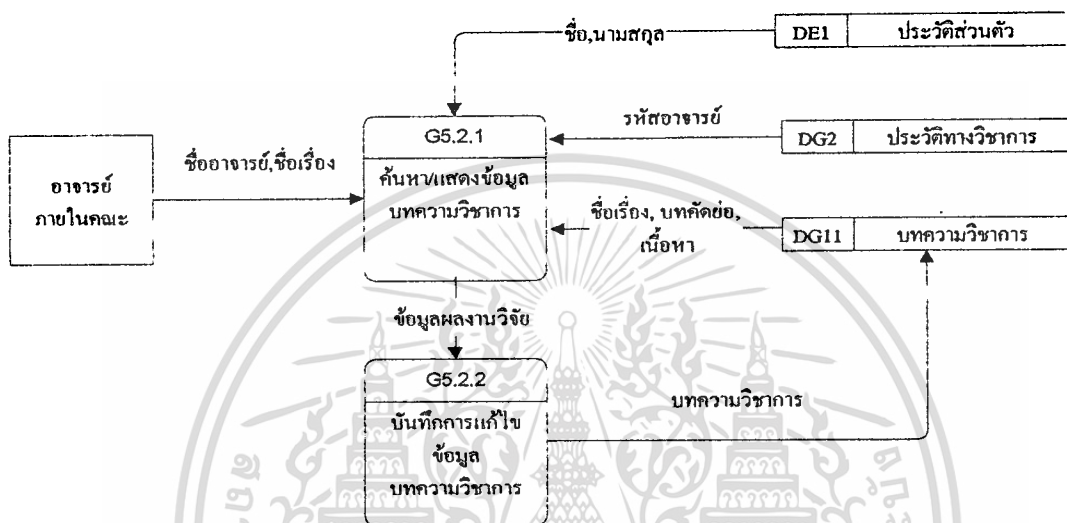 ชื่อ,นามสกุล
DE1 ประวัติส่วนตัว
G5.2.1
รหัสอาจารย์
DG2 ประวัติทางวิชาการ
อาจารย์
ภายในคณะ
ชื่ออาจารย์,ชื่อเรื่อง
ค้นหา/แสดงข้อมูล
บทความวิชาการ
ชื่อเรื่อง, บทคัดย่อ,
เนื้อหา
DG11 บทความวิชาการ
ข้อมูลผลงานวิจัย
G5.2.2
บันทึกการแก้ไข
ข้อมูล
บทความวิชาการ
บทความวิชาการ